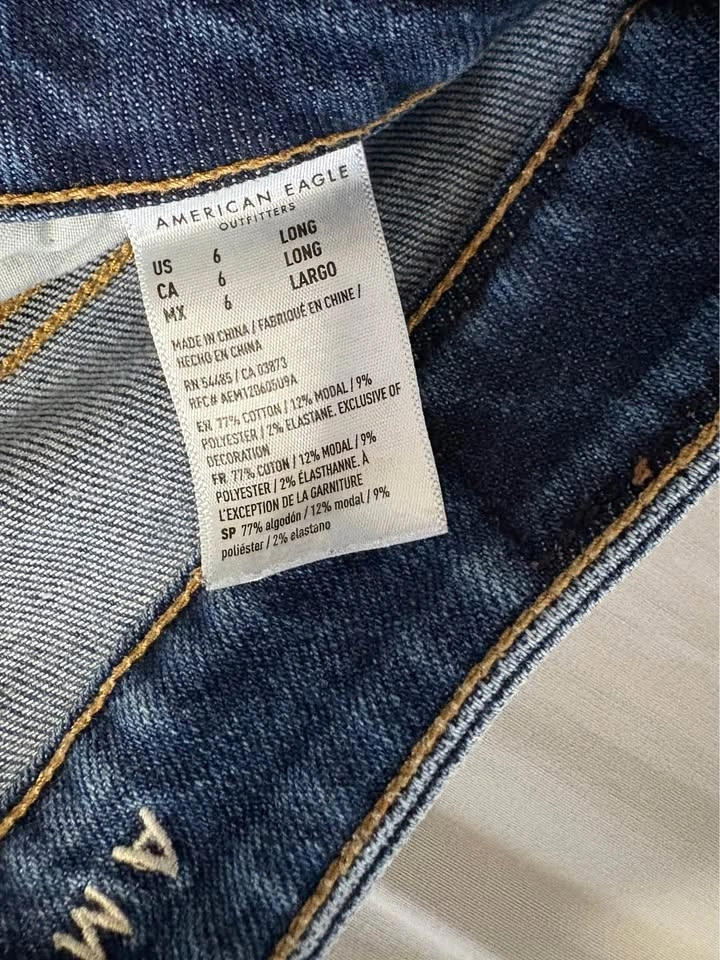 AMERICAN EAGLE
OUTFITTERS
US 6 LONG
CA 6 LONG
MX 6 LARGO
MADE IN CHINA / FABRIQUÉ EN CHINE /
HECHO EN CHINA
RN 54485 / CA 03873
RFC# AEM120605U9A
EN 77% COTTON / 12% MODAL / 9%
POLYESTER / 2% ELASTANE. EXCLUSIVE OF
DECORATION
FR 77% COTON / 12% MODAL / 9%
POLYESTER / 2% ÉLASTHANNE. À
L'EXCEPTION DE LA GARNITURE
SP 77% algodón / 12% modal / 9%
poliéster / 2% elastano
AM